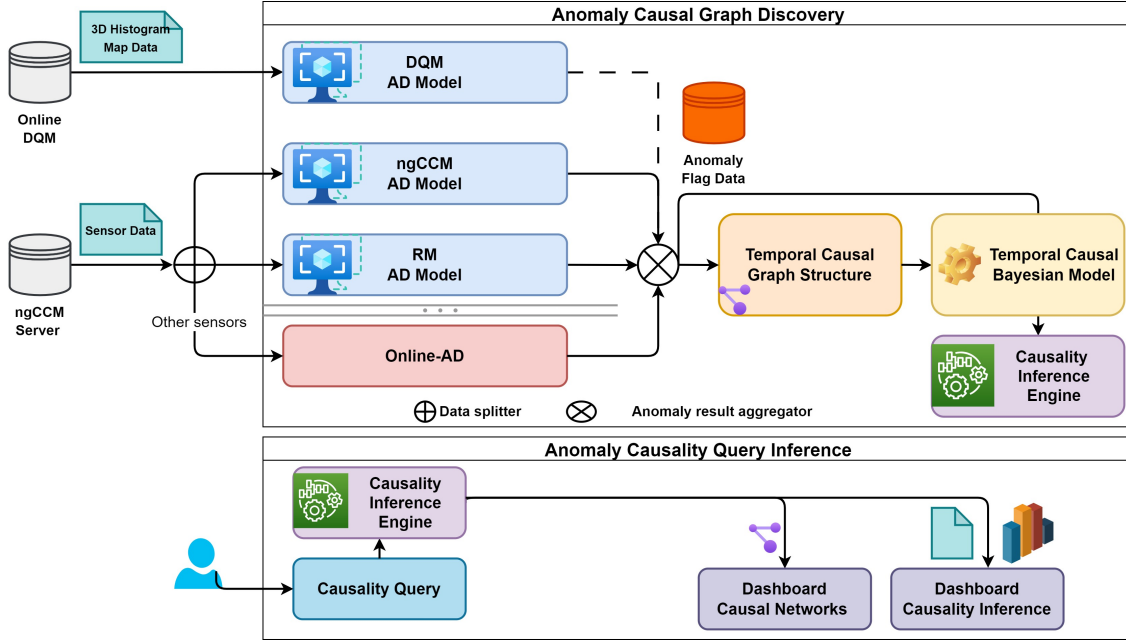 Anomaly Causal Graph Discovery
3D Histogram
Map Data
Online
DQM
DQM
AD Model
Anomaly
Flag Data
ngCCM
AD Model
Sensor Data
ngCCM
Server
RM
AD Model
Temporal Causal
Graph Structure
Temporal Causal
Bayesian Model
Other sensors
Online-AD
Causality
Inference
Engine
Data splitter
Anomaly result aggregator
Anomaly Causality Query Inference
Causality
Inference
Engine
Causality Query
Dashboard
Causal Networks
Dashboard
Causality Inference